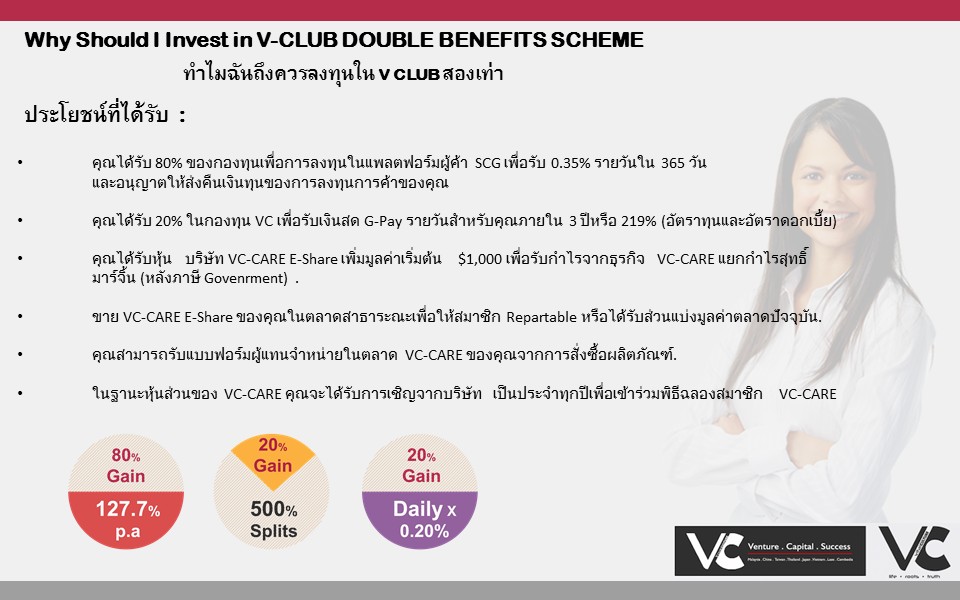 Why Should I Invest in V-CLUB DOUBLE BENEFITS SCHEME
ทำไมฉันถึงควรลงทุนใน V CLUB สองเท่า
ประโยชน์ที่ได้รับ :
• คุณได้รับ 80% ของกองทุนเพื่อการลงทุนในแพลตฟอร์มผู้ค้า SCG เพื่อรับ 0.35% รายวันใน 365 วัน
และอนุญาตให้ส่งคืนเงินทุนของการลงทุนการค้าของคุณ
• คุณได้รับ 20% ในกองทุน VC เพื่อรับเงินสด G-Pay รายวันสำหรับคุณภายใน 3 ปีหรือ 219% (อัตราทุนและอัตราดอกเบี้ย)
• คุณได้รับหุ้น บริษัท VC-CARE E-Share เพิ่มมูลค่าเริ่มต้น $1,000 เพื่อรับกำไรจากธุรกิจ VC-CARE แยกกำไรสุทธิ์
มาร์จิ้น (หลังภาษี Govenrment) .
• ขาย VC-CARE E-Share ของคุณในตลาดสาธาระณะเพื่อให้สมาชิก Repartable หรือได้รับส่วนแบ่งมูลค่าตลาดปัจจุบัน.
• คุณสามารถรับแบบฟอร์มผู้แทนจำหน่ายในตลาด VC-CARE ของคุณจากการสั่งซื้อผลิตภัณฑ์.
• ในฐานะหุ้นส่วนของ VC-CARE คุณจะได้รับการเชิญจากบริษัท เป็นประจำทุกปีเพื่อเข้าร่วมพิธีฉลองสมาชิก VC-CARE
80%
Gain
127.7%
p.a
20%
Gain
500%
Splits
20%
Gain
Daily x
0.20%
VC
Venture . Capital . Success
VC